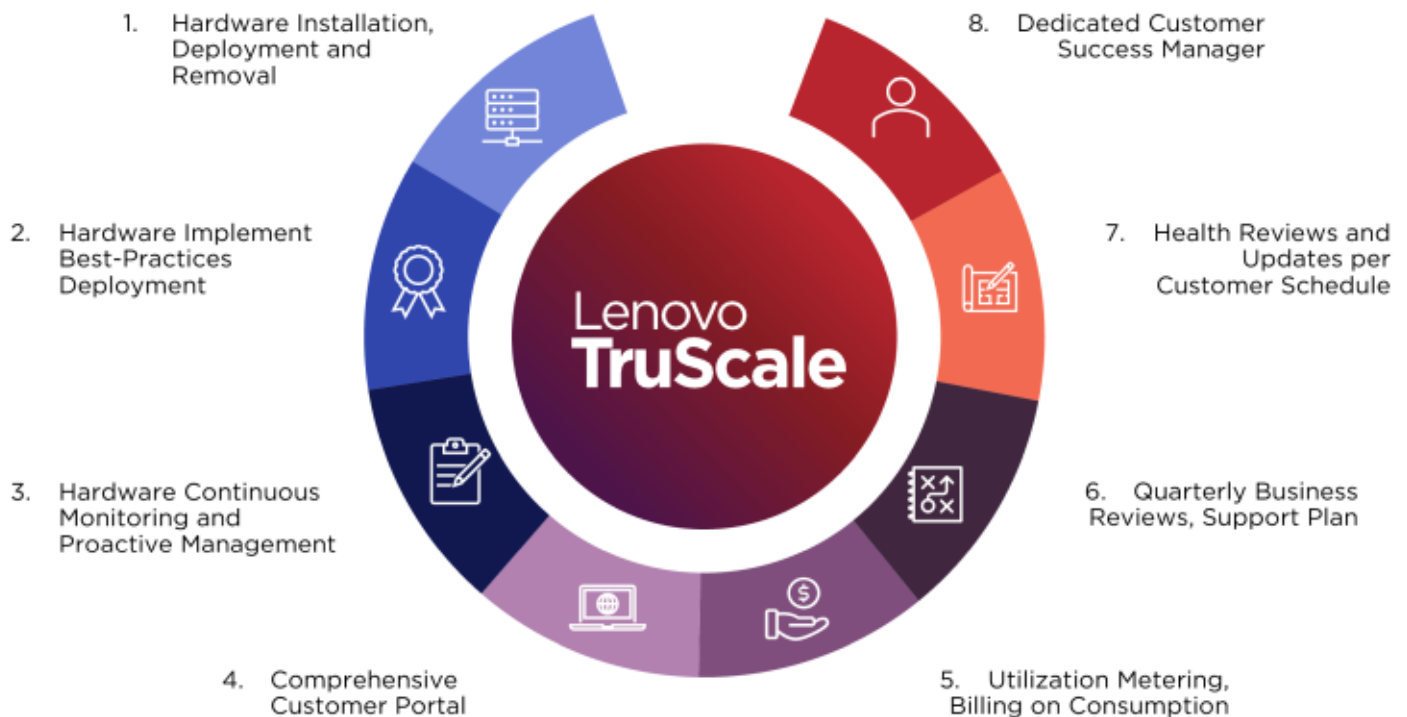 1. Hardware Installation,
Deployment and
Removal
2. Hardware Implement
Best-Practices
Deployment
3. Hardware Continuous
Monitoring and
Proactive Management
4. Comprehensive
Customer Portal
5. Utilization Metering,
Billing on Consumption
6. Quarterly Business
Reviews, Support Plan
7. Health Reviews and
Updates per
Customer Schedule
8. Dedicated Customer
Success Manager
Lenovo
TruScale